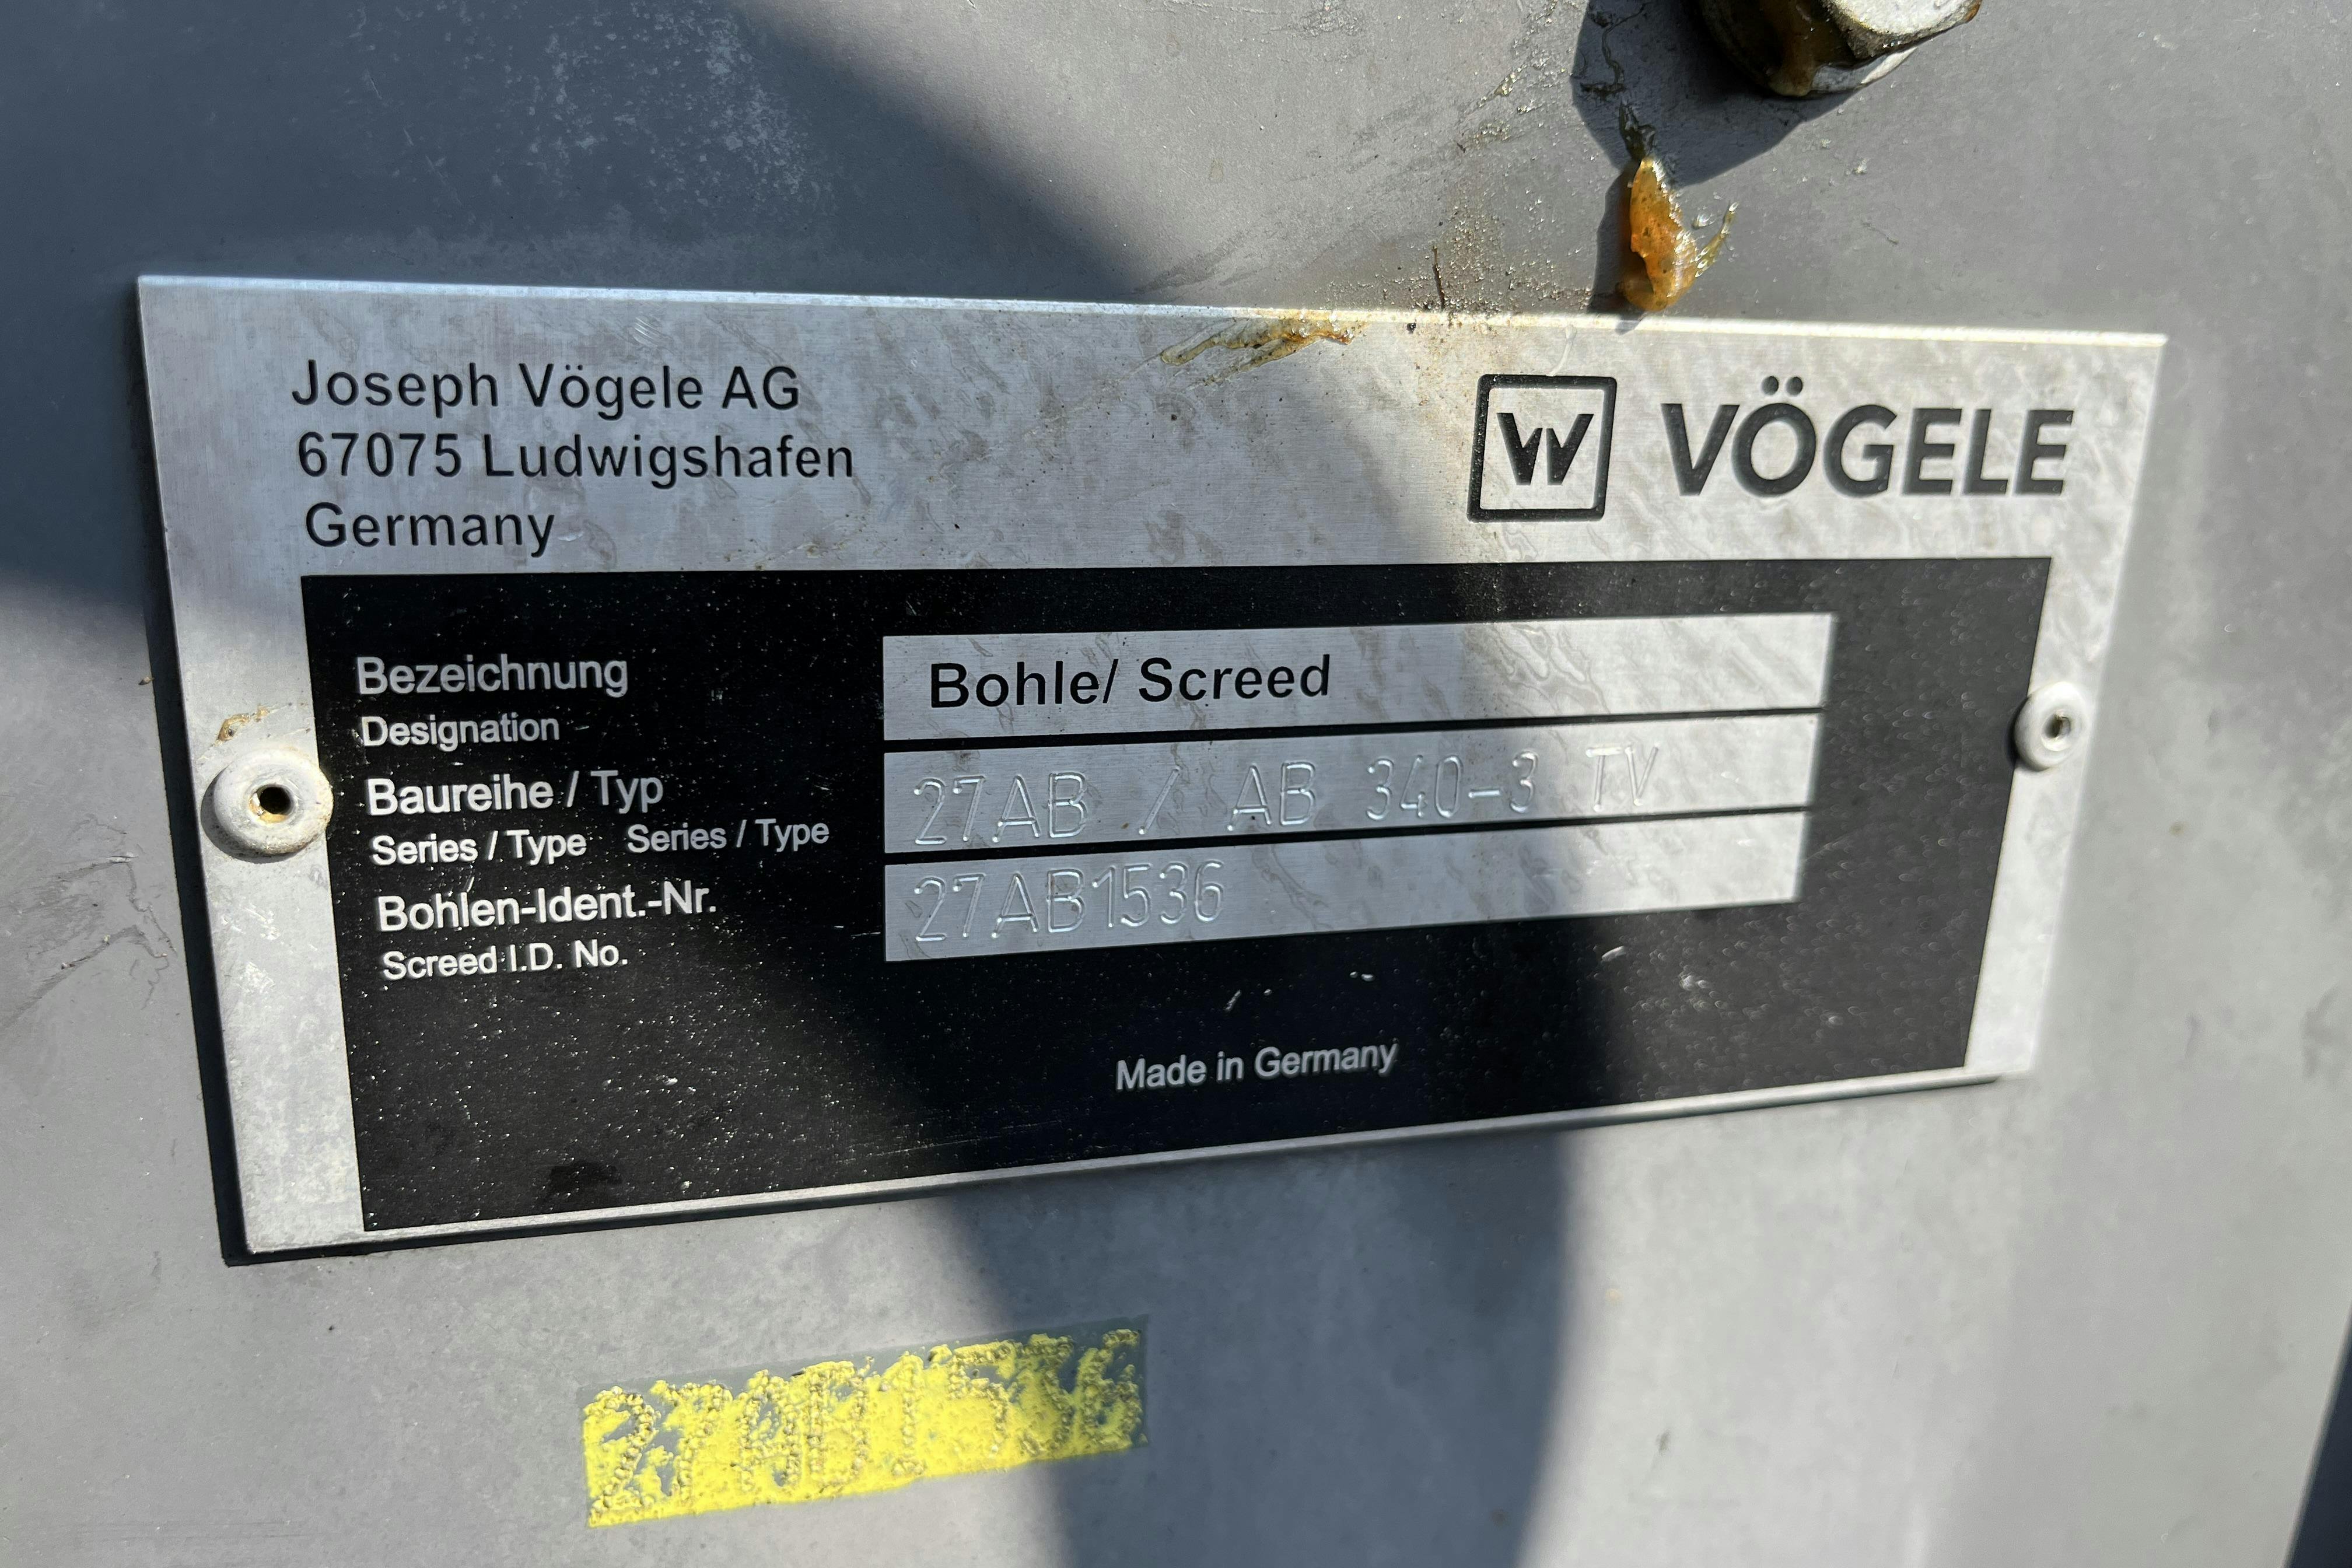 Joseph Vögele AG
67075 Ludwigshafen
Germany
VÖGELE
Bezeichnung
Designation
Bohle/ Screed
Baureihe / Typ
Series / Type Series / Type
27AB / AB 340-3 TV
Bohlen-Ident.-Nr.
Screed I.D. No.
27AB1536
Made in Germany
27AB1536